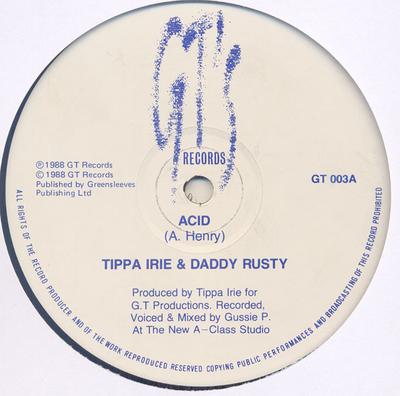 GT'S
RECORDS
℗ 1988 GT Records
© 1988 GT Records
Published by Greensleeves
Publishing Ltd
GT 003A
ACID
(A. Henry)
TIPPA IRIE & DADDY RUSTY
Produced by Tippa Irie for
G.T Productions. Recorded,
Voiced & Mixed by Gussie P.
At The New A-Class Studio
ALL RIGHTS OF THE RECORD PRODUCER AND OF THE WORK REPRODUCED RESERVED COPYING PUBLIC PERFORMANCES AND BROADCASTING OF THIS RECORD PROHIBITED